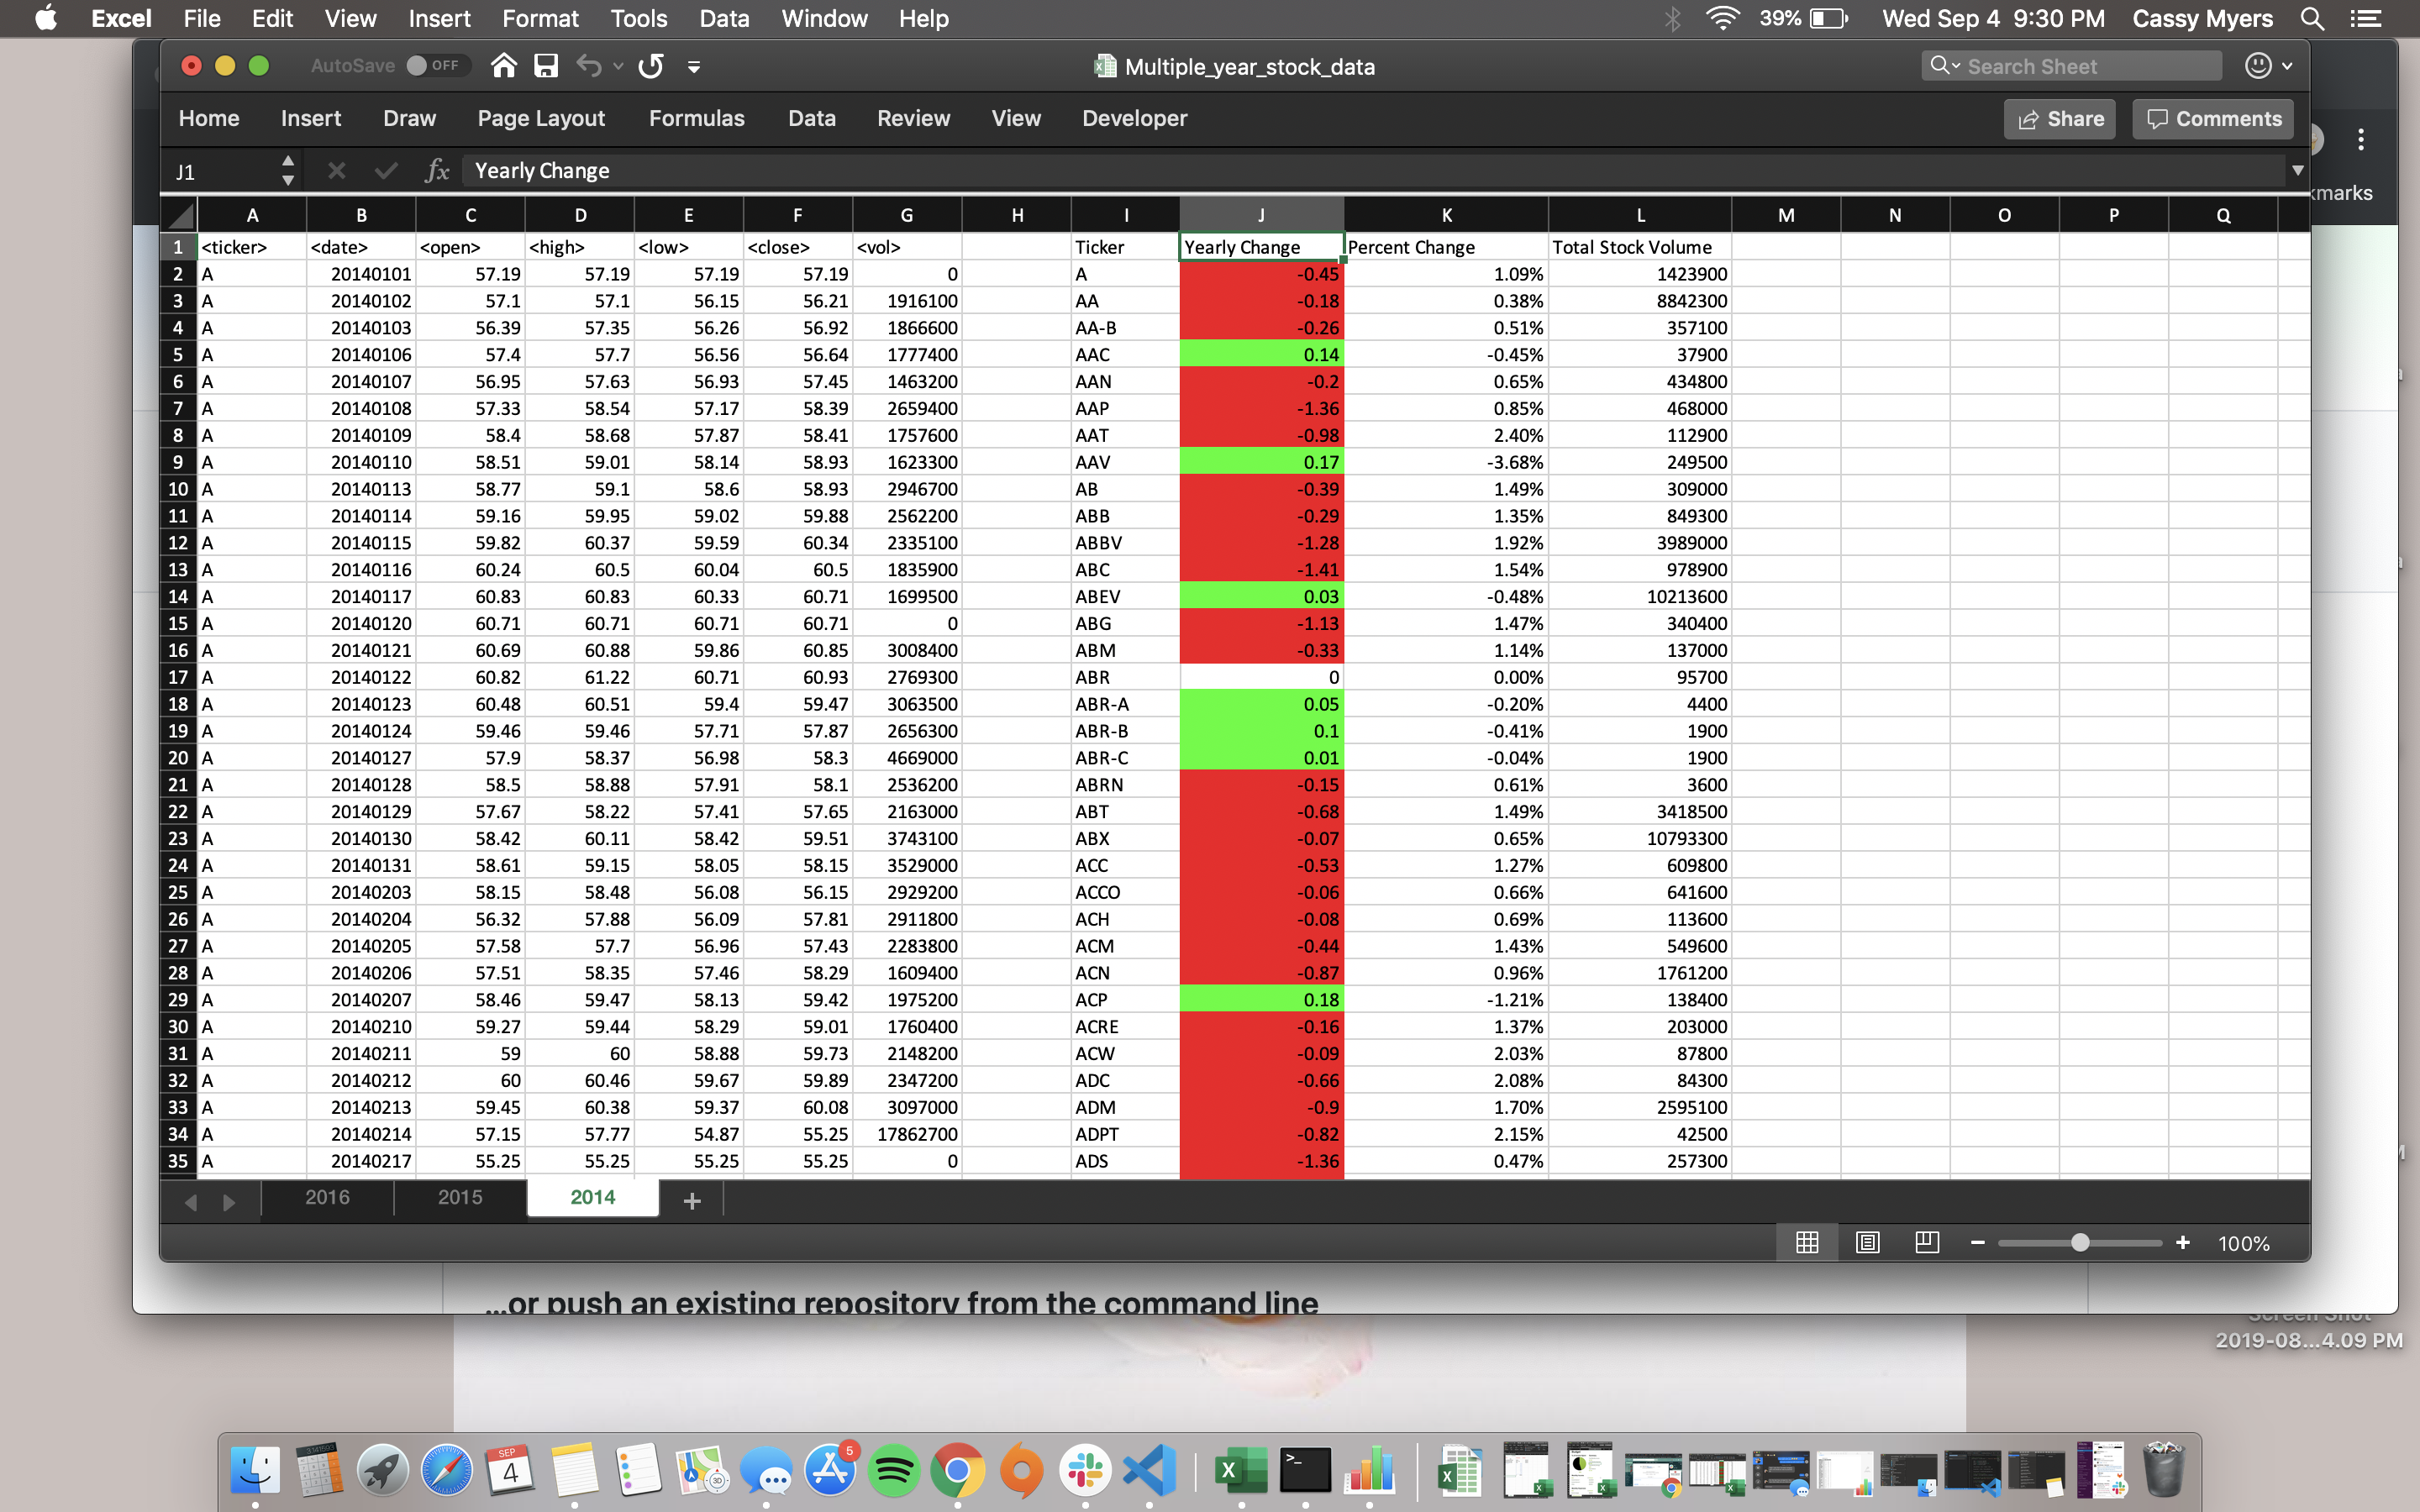 Excel File Edit View Insert Format Tools Data Window Help 39% Wed Sep 4 9:30 PM Cassy Myers
AutoSave OFF Multiple_year_stock_data Search Sheet
Home Insert Draw Page Layout Formulas Data Review View Developer Share Comments
J1 fx Yearly Change
kmarks
A B C D E F G H I J K L M N O P Q
1 <ticker> <date> <open> <high> <low> <close> <vol> Ticker Yearly Change Percent Change Total Stock Volume
2 A 20140101 57.19 57.19 57.19 57.19 0 A -0.45 1.09% 1423900
3 A 20140102 57.1 57.1 56.15 56.21 1916100 AA -0.18 0.38% 8842300
4 A 20140103 56.39 57.35 56.26 56.92 1866600 AA-B -0.26 0.51% 357100
5 A 20140106 57.4 57.7 56.56 56.64 1777400 AAC 0.14 -0.45% 37900
6 A 20140107 56.95 57.63 56.93 57.45 1463200 AAN -0.2 0.65% 434800
7 A 20140108 57.33 58.54 57.17 58.39 2659400 AAP -1.36 0.85% 468000
8 A 20140109 58.4 58.68 57.87 58.41 1757600 AAT -0.98 2.40% 112900
9 A 20140110 58.51 59.01 58.14 58.93 1623300 AAV 0.17 -3.68% 249500
10 A 20140113 58.77 59.1 58.6 58.93 2946700 AB -0.39 1.49% 309000
11 A 20140114 59.16 59.95 59.02 59.88 2562200 ABB -0.29 1.35% 849300
12 A 20140115 59.82 60.37 59.59 60.34 2335100 ABBV -1.28 1.92% 3989000
13 A 20140116 60.24 60.5 60.04 60.5 1835900 ABC -1.41 1.54% 978900
14 A 20140117 60.83 60.83 60.33 60.71 1699500 ABEV 0.03 -0.48% 10213600
15 A 20140120 60.71 60.71 60.71 60.71 0 ABG -1.13 1.47% 340400
16 A 20140121 60.69 60.88 59.86 60.85 3008400 ABM -0.33 1.14% 137000
17 A 20140122 60.82 61.22 60.71 60.93 2769300 ABR 0 0.00% 95700
18 A 20140123 60.48 60.51 59.4 59.47 3063500 ABR-A 0.05 -0.20% 4400
19 A 20140124 59.46 59.46 57.71 57.87 2656300 ABR-B 0.1 -0.41% 1900
20 A 20140127 57.9 58.37 56.98 58.3 4669000 ABR-C 0.01 -0.04% 1900
21 A 20140128 58.5 58.88 57.91 58.1 2536200 ABRN -0.15 0.61% 3600
22 A 20140129 57.67 58.22 57.41 57.65 2163000 ABT -0.68 1.49% 3418500
23 A 20140130 58.42 60.11 58.42 59.51 3743100 ABX -0.07 0.65% 10793300
24 A 20140131 58.61 59.15 58.05 58.15 3529000 ACC -0.53 1.27% 609800
25 A 20140203 58.15 58.48 56.08 56.15 2929200 ACCO -0.06 0.66% 641600
26 A 20140204 56.32 57.88 56.09 57.81 2911800 ACH -0.08 0.69% 113600
27 A 20140205 57.58 57.7 56.96 57.43 2283800 ACM -0.44 1.43% 549600
28 A 20140206 57.51 58.35 57.46 58.29 1609400 ACN -0.87 0.96% 1761200
29 A 20140207 58.46 59.47 58.13 59.42 1975200 ACP 0.18 -1.21% 138400
30 A 20140210 59.27 59.44 58.29 59.01 1760400 ACRE -0.16 1.37% 203000
31 A 20140211 59 60 58.88 59.73 2148200 ACW -0.09 2.03% 87800
32 A 20140212 60 60.46 59.67 59.89 2347200 ADC -0.66 2.08% 84300
33 A 20140213 59.45 60.38 59.37 60.08 3097000 ADM -0.9 1.70% 2595100
34 A 20140214 57.15 57.77 54.87 55.25 17862700 ADPT -0.82 2.15% 42500
35 A 20140217 55.25 55.25 55.25 55.25 0 ADS -1.36 0.47% 257300
2016 2015 2014 +
100%
...or push an existing repository from the command line
Screen Shot
2019-08...4.09 PM
SEP
4
3D
5